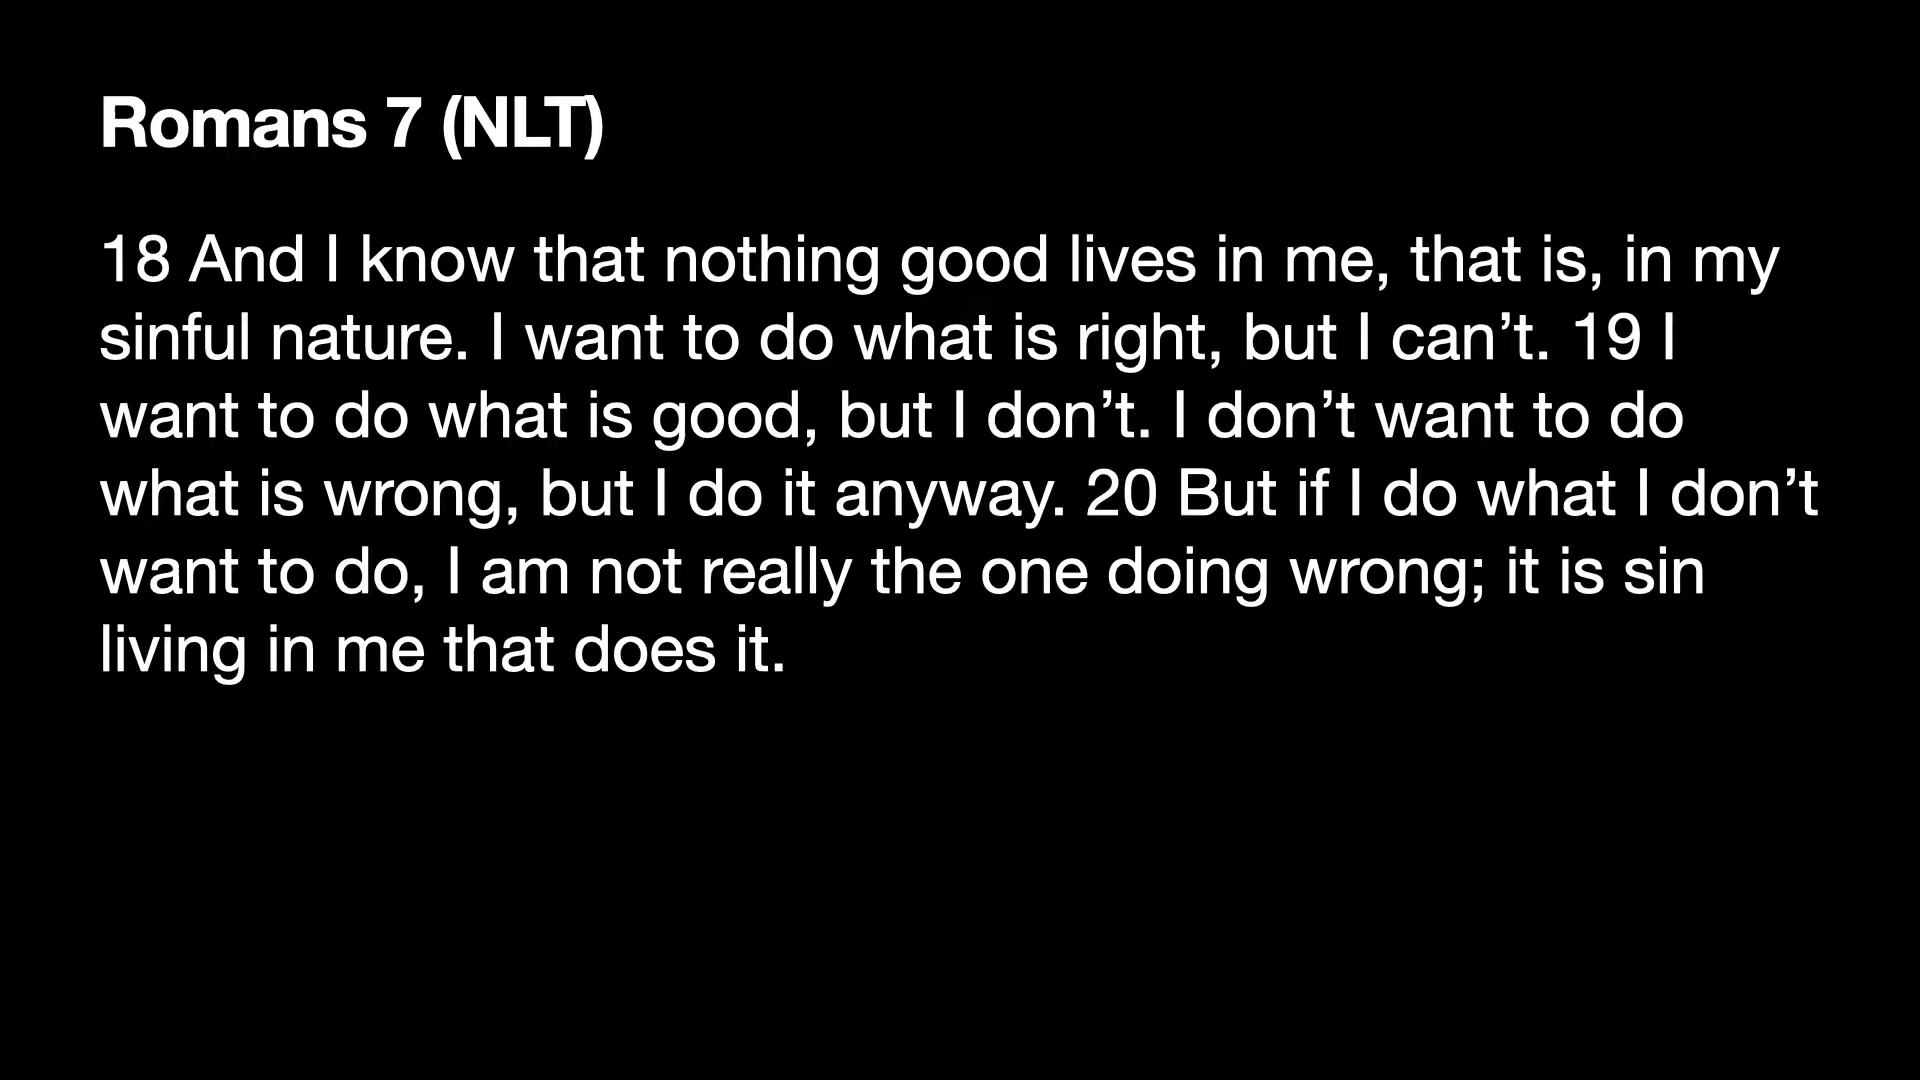 Romans 7 (NLT)
18 And I know that nothing good lives in me, that is, in my
sinful nature. I want to do what is right, but I can’t. 19 I
want to do what is good, but I don’t. I don’t want to do
what is wrong, but I do it anyway. 20 But if I do what I don’t
want to do, I am not really the one doing wrong; it is sin
living in me that does it.